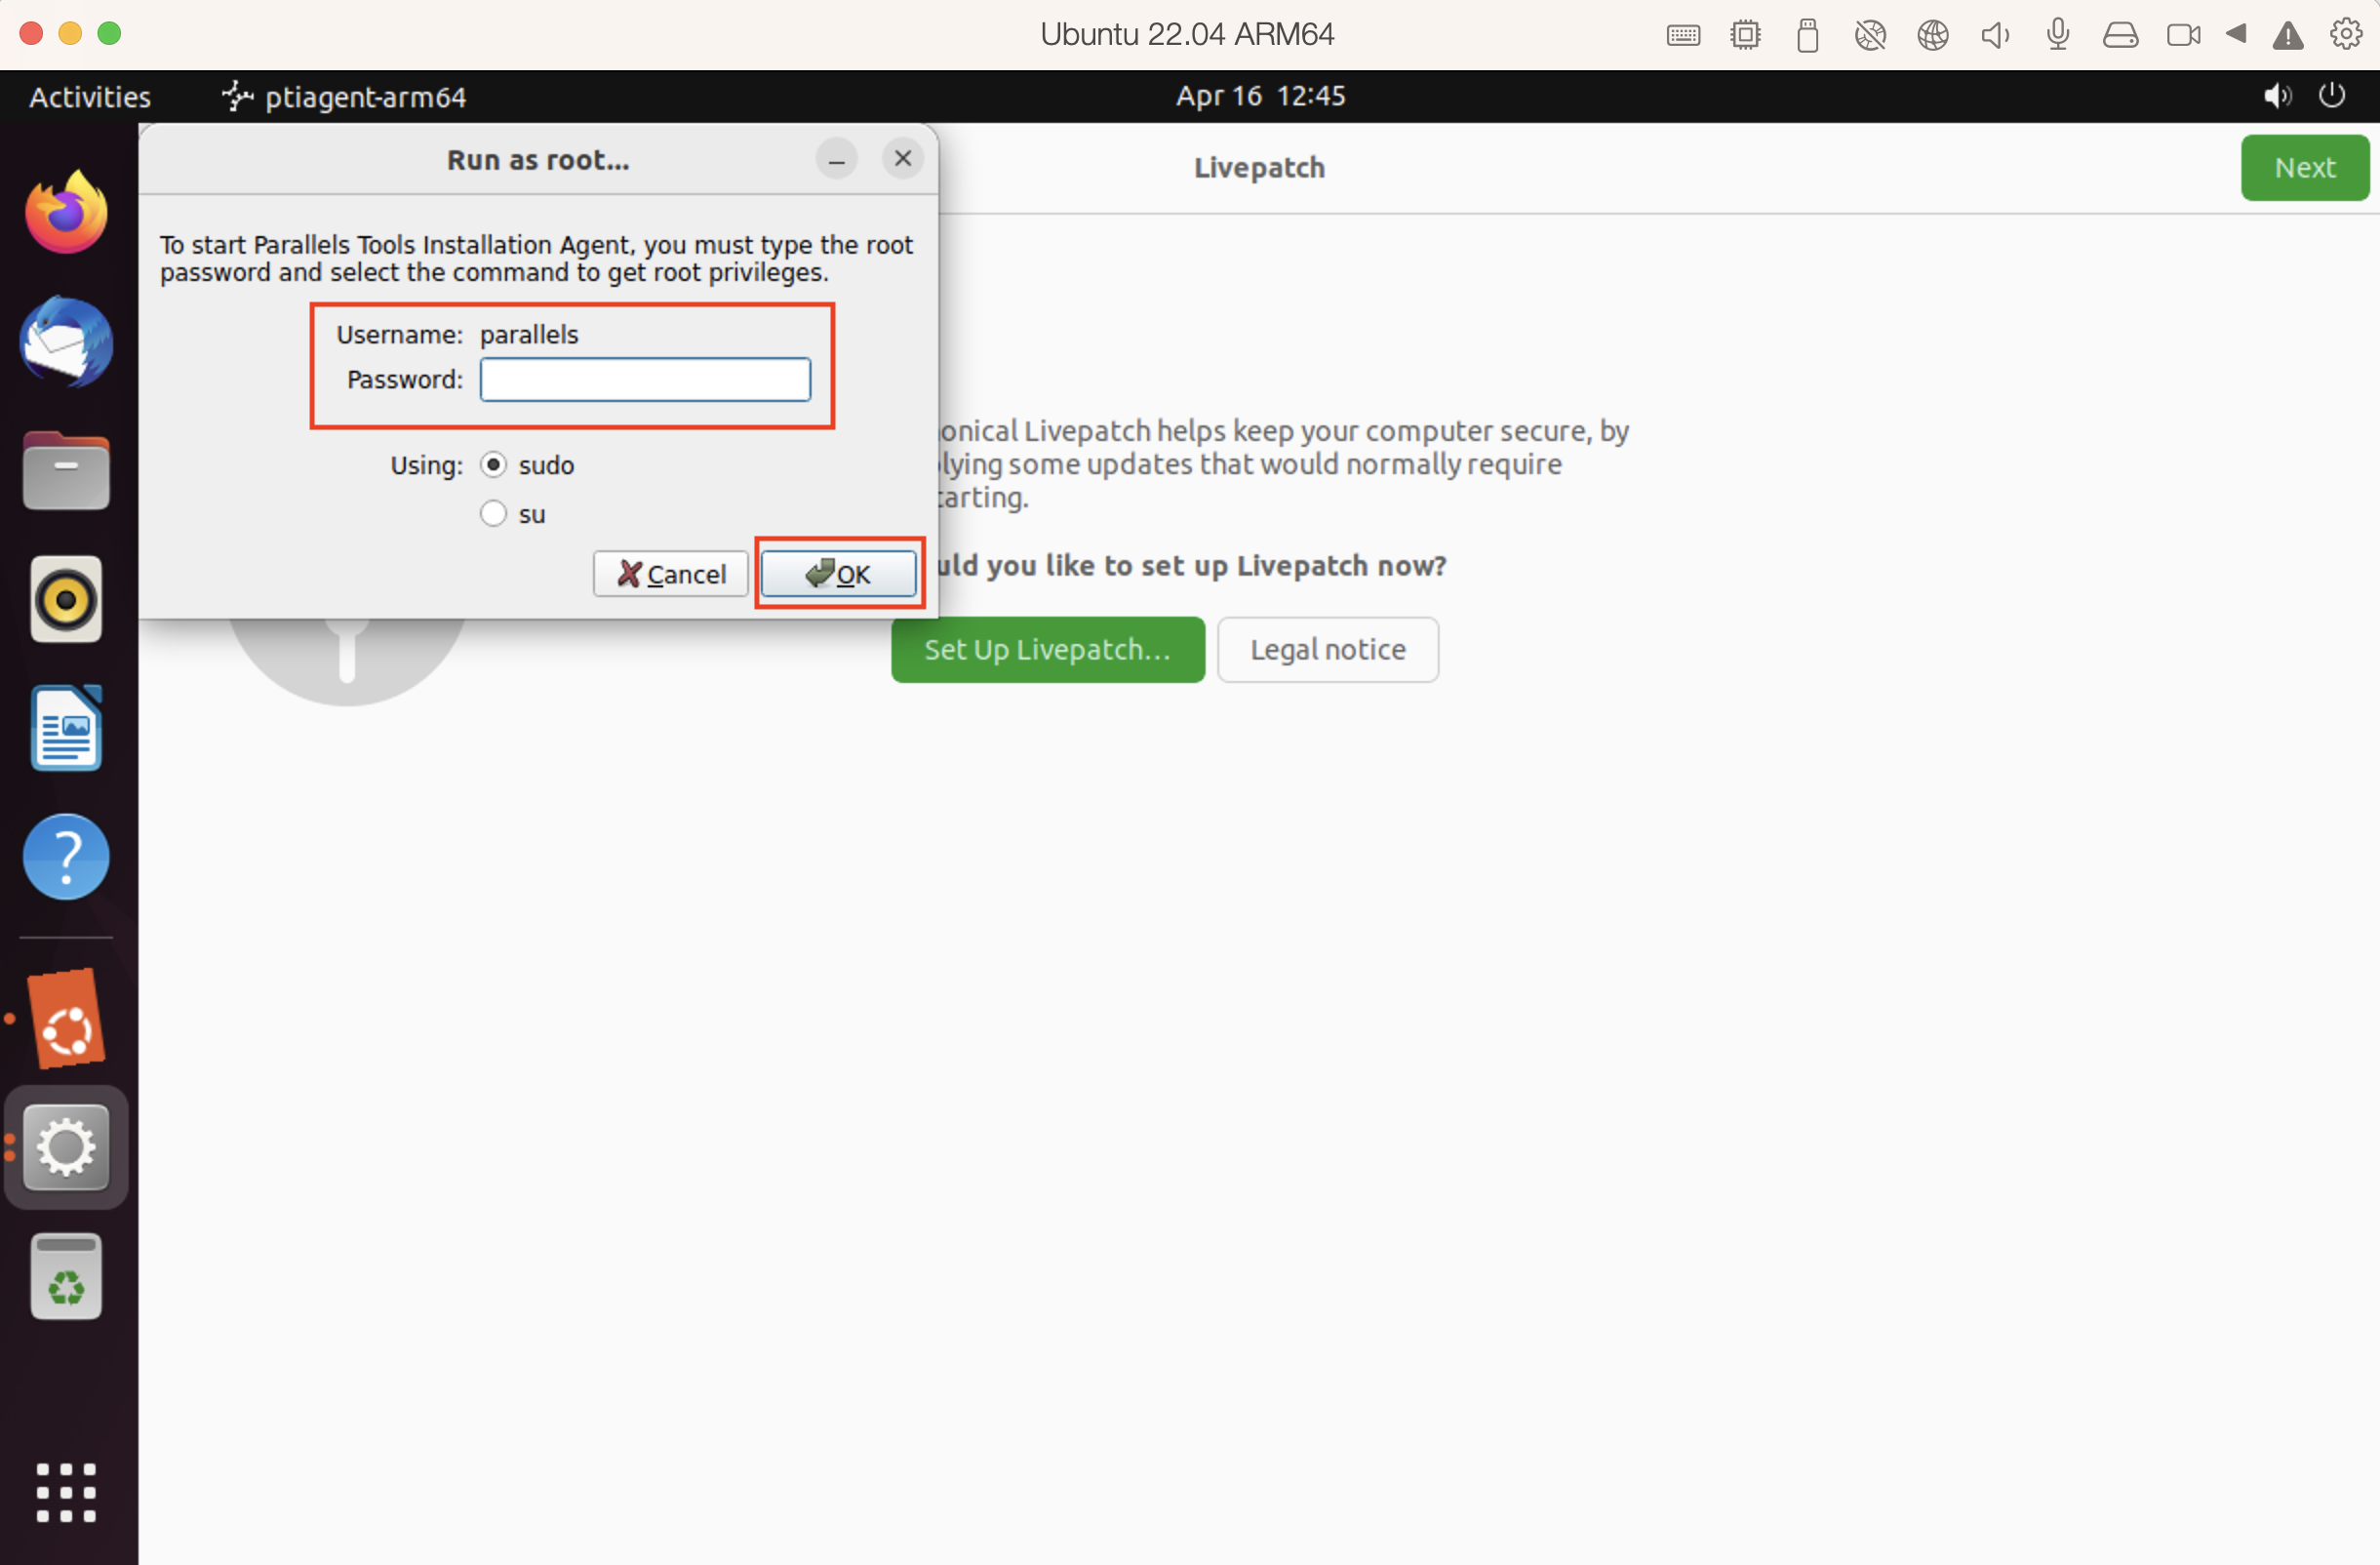 Ubuntu 22.04 ARM64
Activities
ptiagent-arm64
Apr 16 12:45
Run as root...
Livepatch
Next
To start Parallels Tools Installation Agent, you must type the root
password and select the command to get root privileges.
Username: parallels
Password:
Using: sudo
su
Cancel
OK
onical Livepatch helps keep your computer secure, by
lying some updates that would normally require
tarting.
uld you like to set up Livepatch now?
Set Up Livepatch...
Legal notice